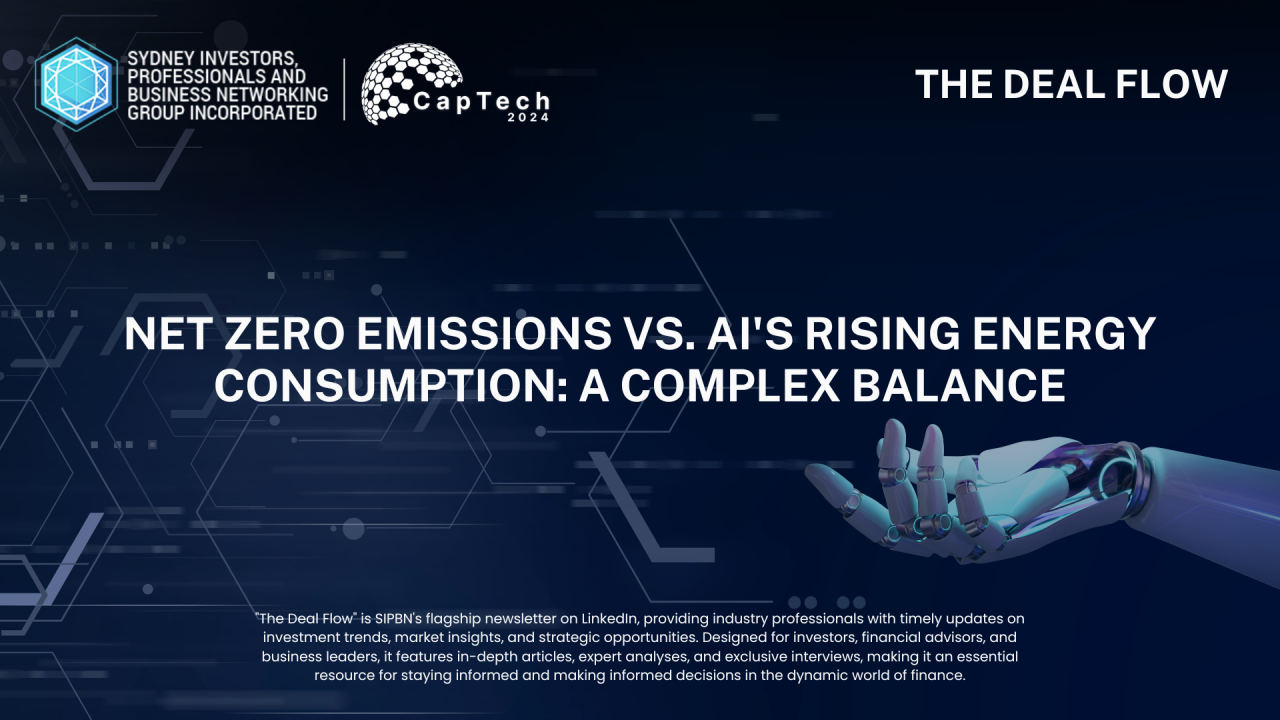 SYDNEY INVESTORS,
PROFESSIONALS AND
BUSINESS NETWORKING
GROUP INCORPORATED
CapTech
2024
THE DEAL FLOW
NET ZERO EMISSIONS VS. AI'S RISING ENERGY
CONSUMPTION: A COMPLEX BALANCE
"The Deal Flow" is SIPBN's flagship newsletter on LinkedIn, providing industry professionals with timely updates on
investment trends, market insights, and strategic opportunities. Designed for investors, financial advisors, and
business leaders, it features in-depth articles, expert analyses, and exclusive interviews, making it an essential
resource for staying informed and making informed decisions in the dynamic world of finance.